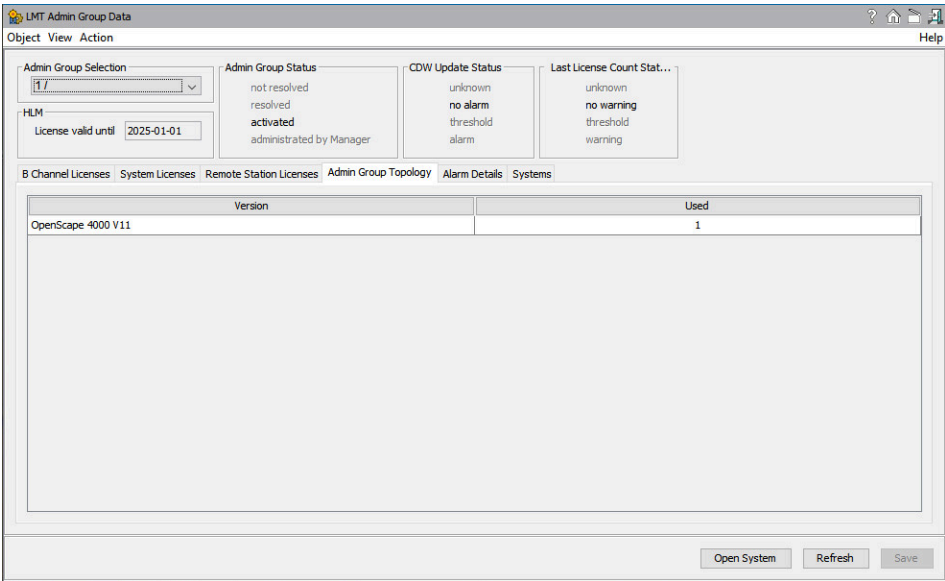 LMT Admin Group Data
Object View Action Help
Admin Group Selection
1 /
HLM
License valid until 2025-01-01
Admin Group Status
not resolved
resolved
activated
administrated by Manager
CDW Update Status
unknown
no alarm
threshold
alarm
Last License Count Stat...
unknown
no warning
threshold
warning
B Channel Licenses System Licenses Remote Station Licenses Admin Group Topology Alarm Details Systems
Version Used
OpenScape 4000 V11 1
Open System Refresh Save